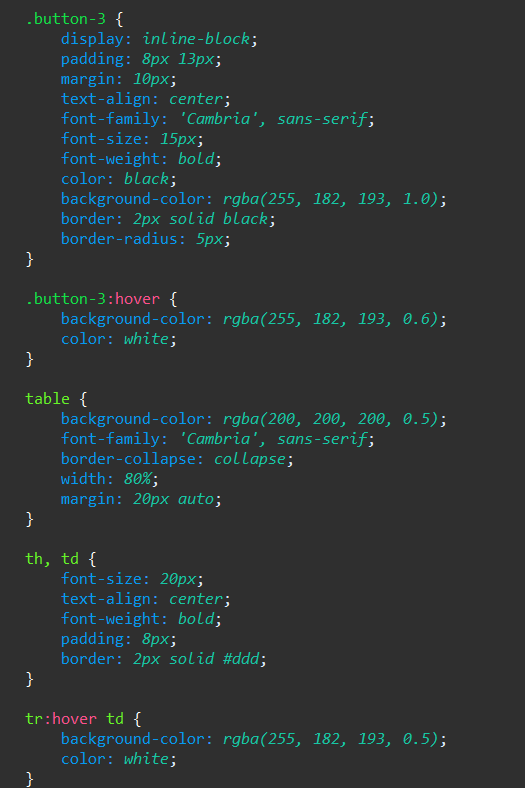 .button-3 {
    display: inline-block;
    padding: 8px 13px;
    margin: 10px;
    text-align: center;
    font-family: 'Cambria', sans-serif;
    font-size: 15px;
    font-weight: bold;
    color: black;
    background-color: rgba(255, 182, 193, 1.0);
    border: 2px solid black;
    border-radius: 5px;
}

.button-3:hover {
    background-color: rgba(255, 182, 193, 0.6);
    color: white;
}

table {
    background-color: rgba(200, 200, 200, 0.5);
    font-family: 'Cambria', sans-serif;
    border-collapse: collapse;
    width: 80%;
    margin: 20px auto;
}

th, td {
    font-size: 20px;
    text-align: center;
    font-weight: bold;
    padding: 8px;
    border: 2px solid #ddd;
}

tr:hover td {
    background-color: rgba(255, 182, 193, 0.5);
    color: white;
}